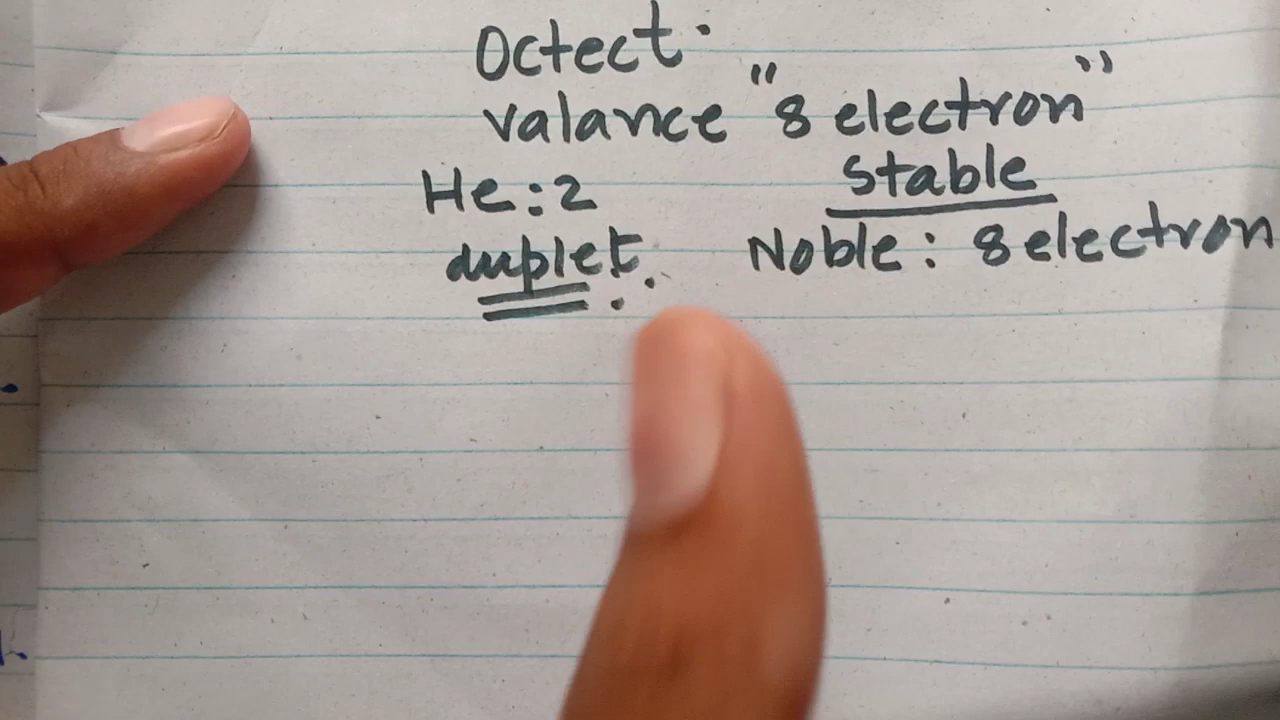 Octect.
valance "8 electron"
He:2 stable
duplet. Noble: 8 electron